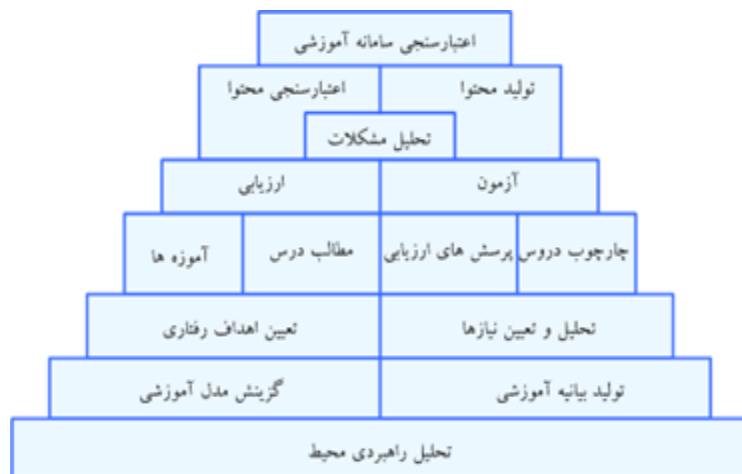 اعتبارسنجی سامانه آموزشی
تولید محتوا
اعتبارسنجی محتوا
تحلیل مشکلات
آزمون
ارزیابی
چارچوب دروس
پرسش های ارزیابی
مطالب درس
آموزه ها
تحلیل و تعیین نیازها
تعیین اهداف رفتاری
تولید بیانیه آموزشی
گزینش مدل آموزشی
تحلیل راهبردی محیط